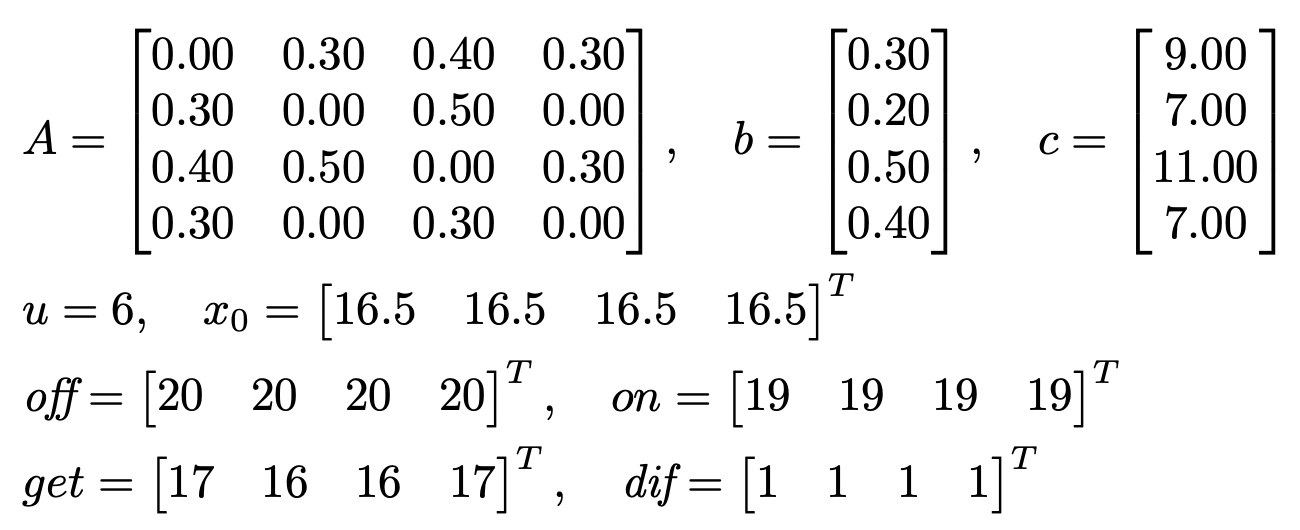 A = [0.00 0.30 0.40 0.30; 0.30 0.00 0.50 0.00; 0.40 0.50 0.00 0.30; 0.30 0.00 0.30 0.00], b = [0.30; 0.20; 0.50; 0.40], c = [9.00; 7.00; 11.00; 7.00]
u = 6, x₀ = [16.5 16.5 16.5 16.5]ᵀ
off = [20 20 20 20]ᵀ, on = [19 19 19 19]ᵀ
get = [17 16 16 17]ᵀ, dif = [1 1 1 1]ᵀ